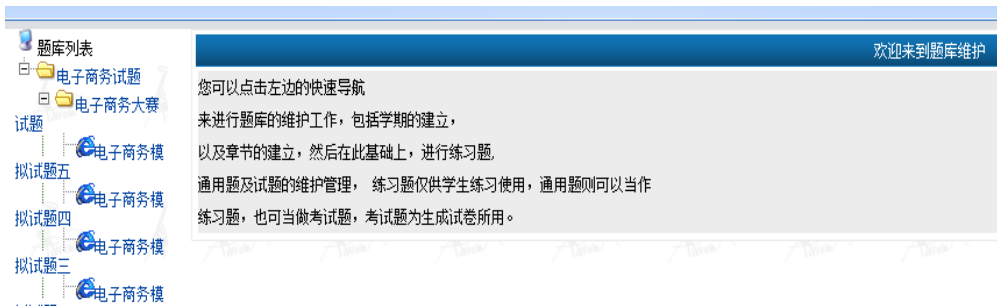 题库列表
电子商务试题
电子商务大赛
试题
电子商务模
拟试题五
电子商务模
拟试题四
电子商务模
拟试题三
电子商务模
欢迎来到题库维护
您可以点击左边的快速导航
来进行题库的维护工作，包括学期的建立，
以及章节的建立，然后在此基础上，进行练习题,
通用题及试题的维护管理， 练习题仅供学生练习使用，通用题则可以当作
练习题，也可当做考试题，考试题为生成试卷所用。